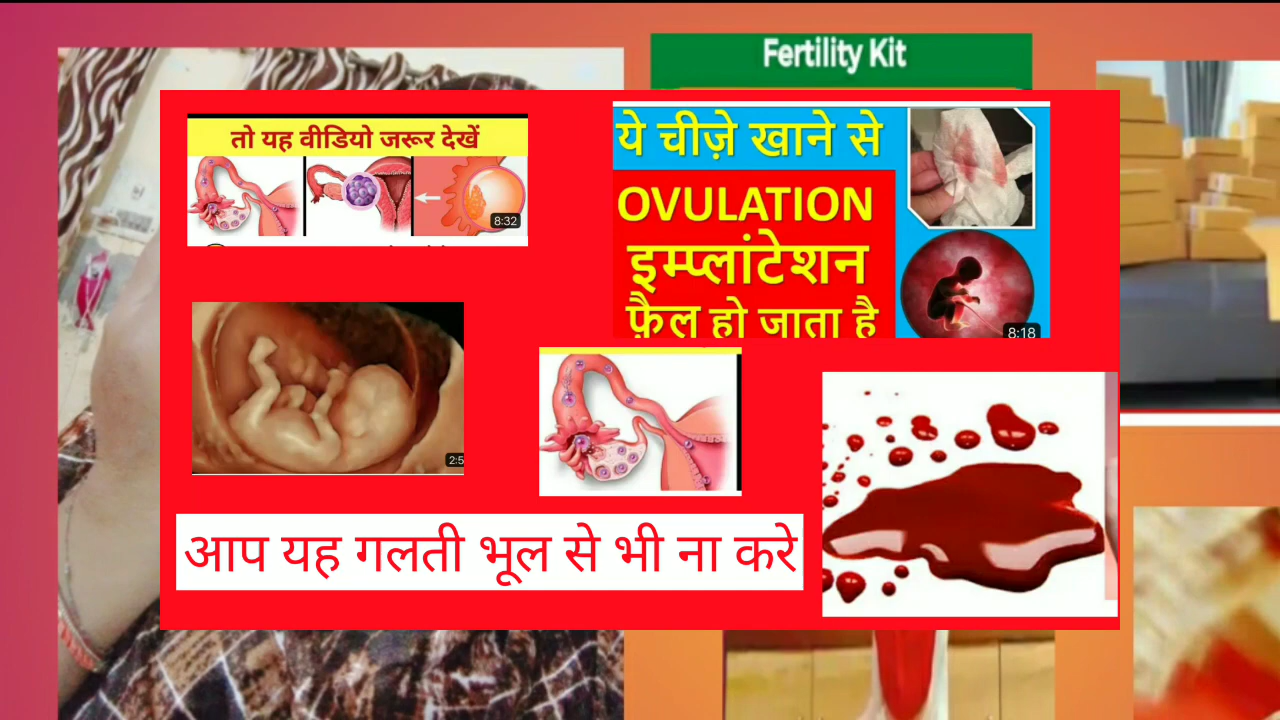 Fertility Kit
तो यह वीडियो जरूर देखें
8:32
ये चीज़े खाने से
OVULATION
इम्प्लांटेशन
फ़ैल हो जाता है
8:18
2:5
आप यह गलती भूल से भी ना करे